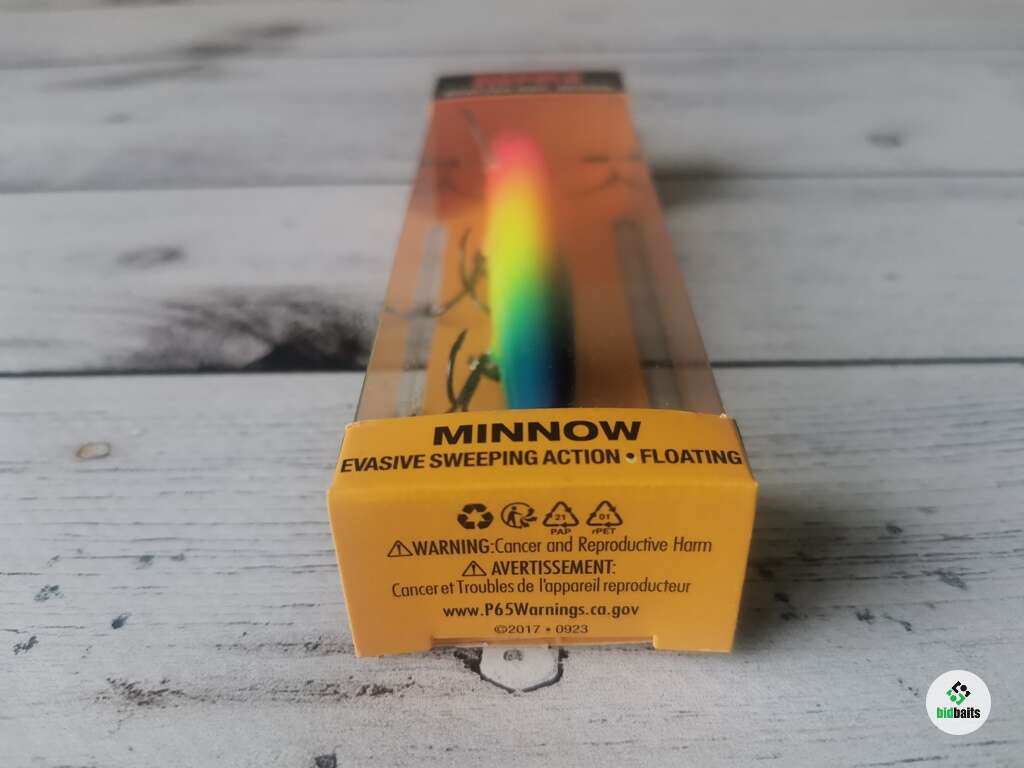 MINNOW
EVASIVE SWEEPING ACTION • FLOATING
21 01
PAP rPET
⚠WARNING:Cancer and Reproductive Harm
⚠ AVERTISSEMENT:
Cancer et Troubles de l'appareil reproducteur
www.P65Warnings.ca.gov
©2017 • 0923
bidbaits